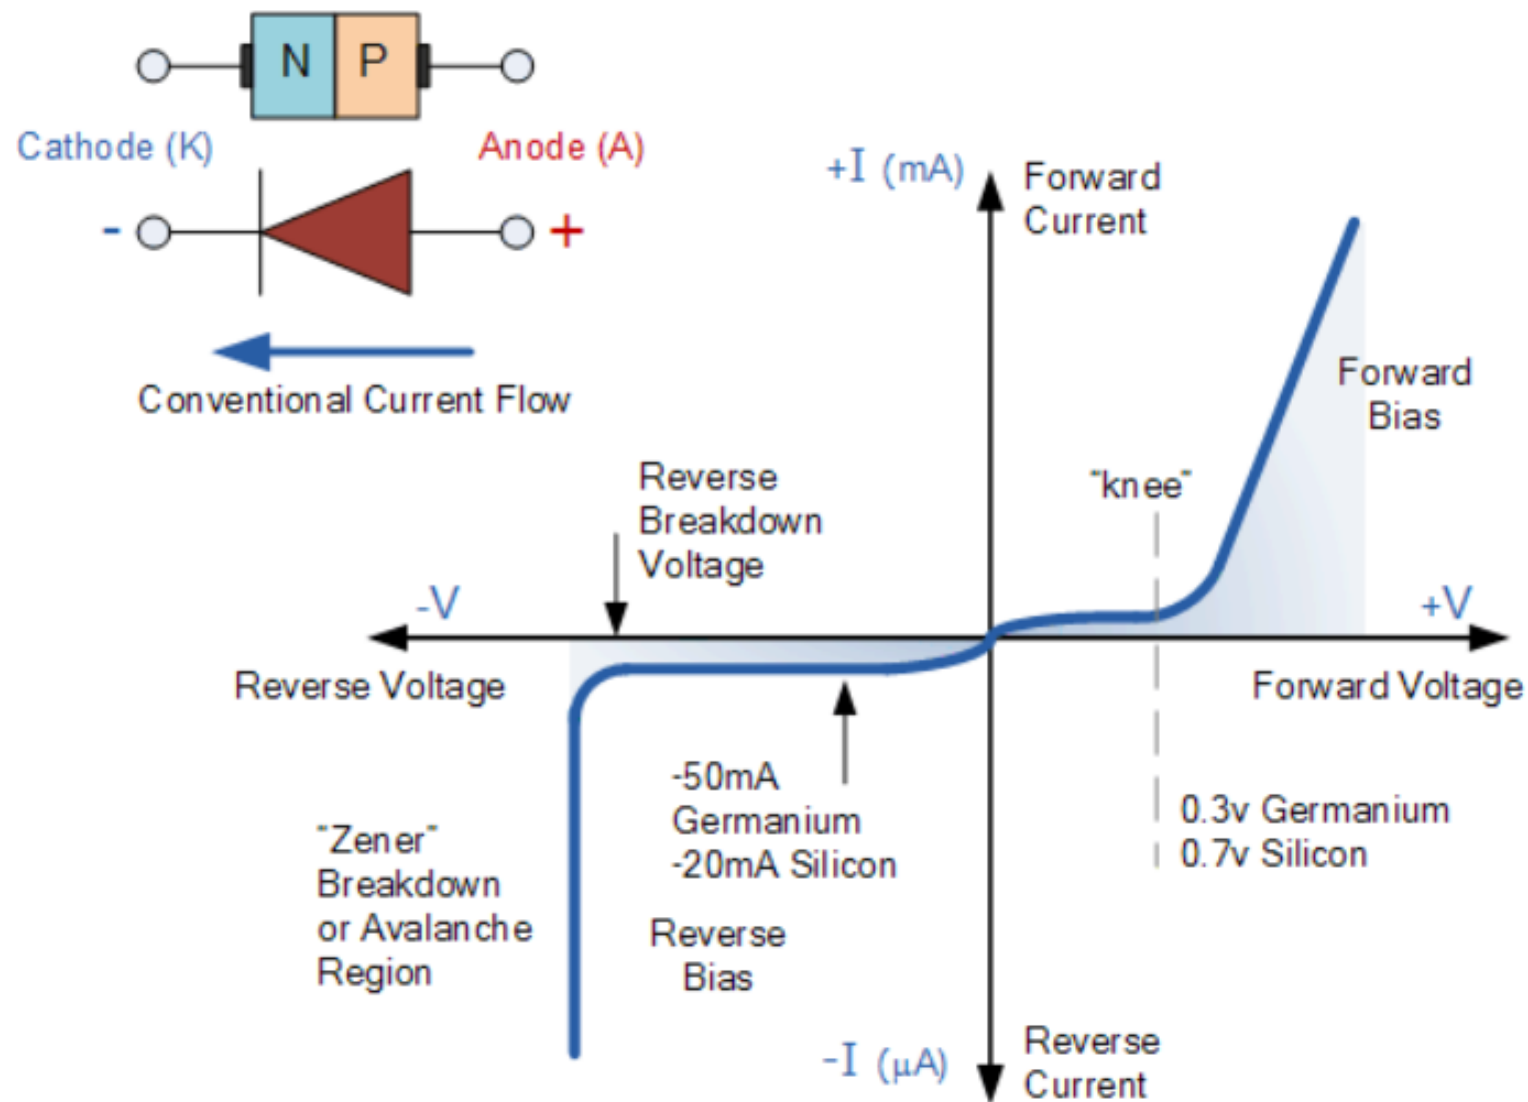 N P
Cathode (K)
Anode (A)
- +
Conventional Current Flow
+I (mA)
Forward
Current
Forward
Bias
"knee"
Reverse
Breakdown
Voltage
-V
+V
Reverse Voltage
Forward Voltage
-50mA
Germanium
-20mA Silicon
0.3v Germanium
0.7v Silicon
"Zener"
Breakdown
or Avalanche
Region
Reverse
Bias
-I (µA)
Reverse
Current